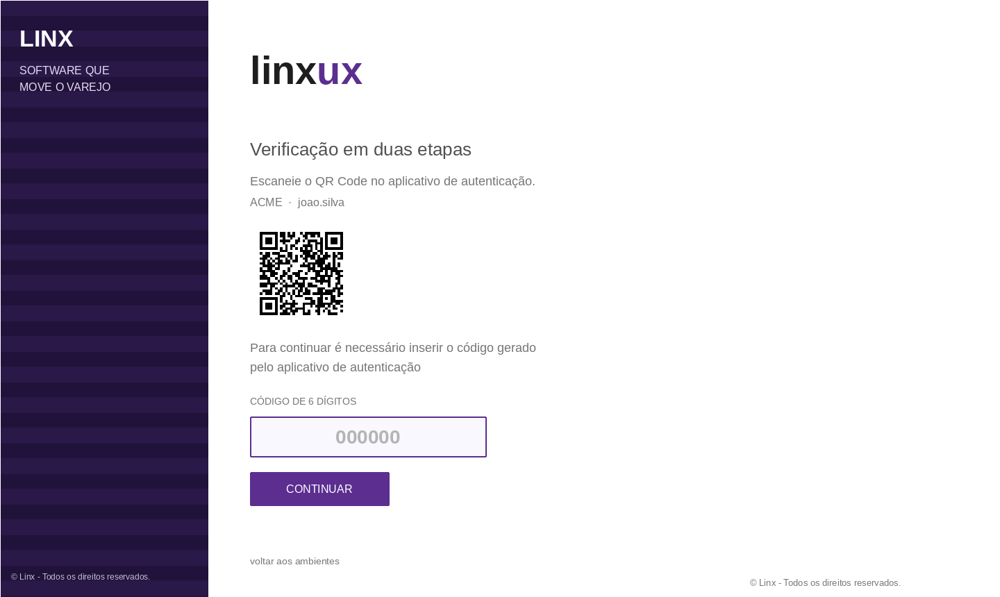 LINX
SOFTWARE QUE
MOVE O VAREJO
© Linx - Todos os direitos reservados.
linxux
Verificação em duas etapas
Escaneie o QR Code no aplicativo de autenticação.
ACME · joao.silva
Para continuar é necessário inserir o código gerado
pelo aplicativo de autenticação
CÓDIGO DE 6 DÍGITOS
000000
CONTINUAR
voltar aos ambientes
© Linx - Todos os direitos reservados.